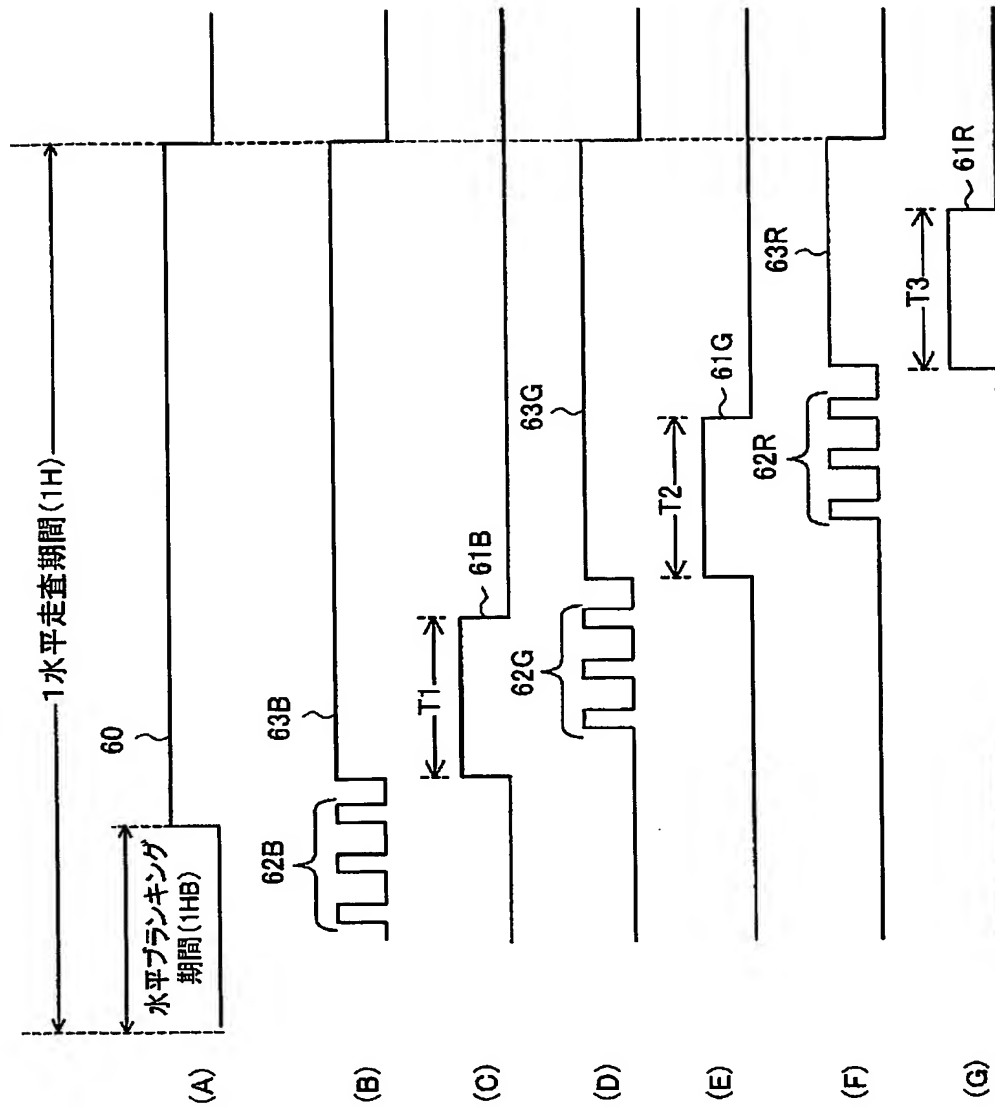 1水平走査期間(1H)
水平ブランキング
期間(1HB)
60
(A)
62B
63B
(B)
T1
61B
(C)
62G
63G
(D)
T2
61G
(E)
62R
63R
(F)
T3
61R
(G)